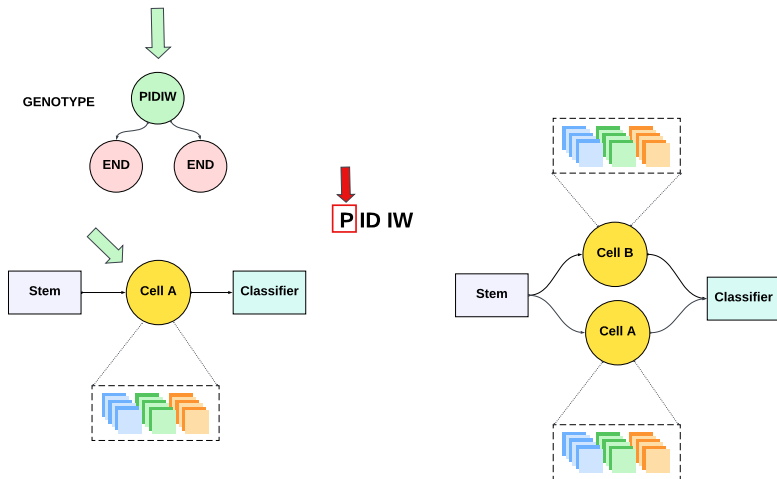 PIDIW
GENOTYPE
END END
P ID IW
Stem
Cell A
Classifier
Cell B
Stem
Classifier
Cell A